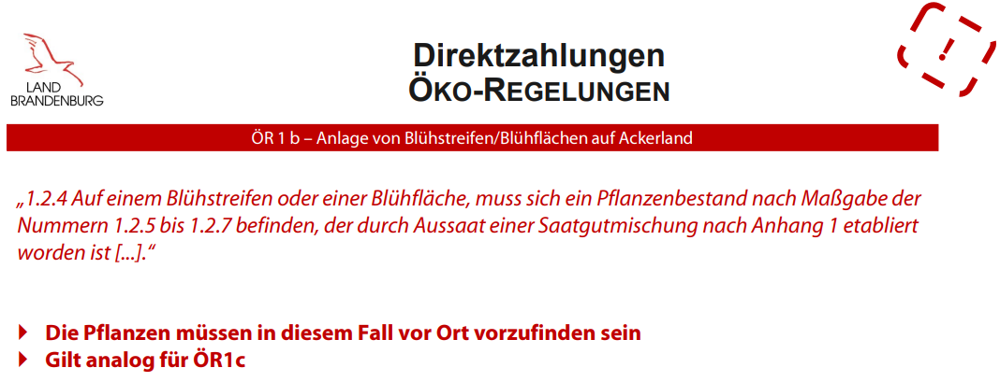 LAND
BRANDENBURG
Direktzahlungen
ÖKO-REGELUNGEN
!
ÖR 1 b – Anlage von Blühstreifen/Blühflächen auf Ackerland
„1.2.4 Auf einem Blühstreifen oder einer Blühfläche, muss sich ein Pflanzenbestand nach Maßgabe der
Nummern 1.2.5 bis 1.2.7 befinden, der durch Aussaat einer Saatgutmischung nach Anhang 1 etabliert
worden ist [...].“
Die Pflanzen müssen in diesem Fall vor Ort vorzufinden sein
Gilt analog für ÖR1c